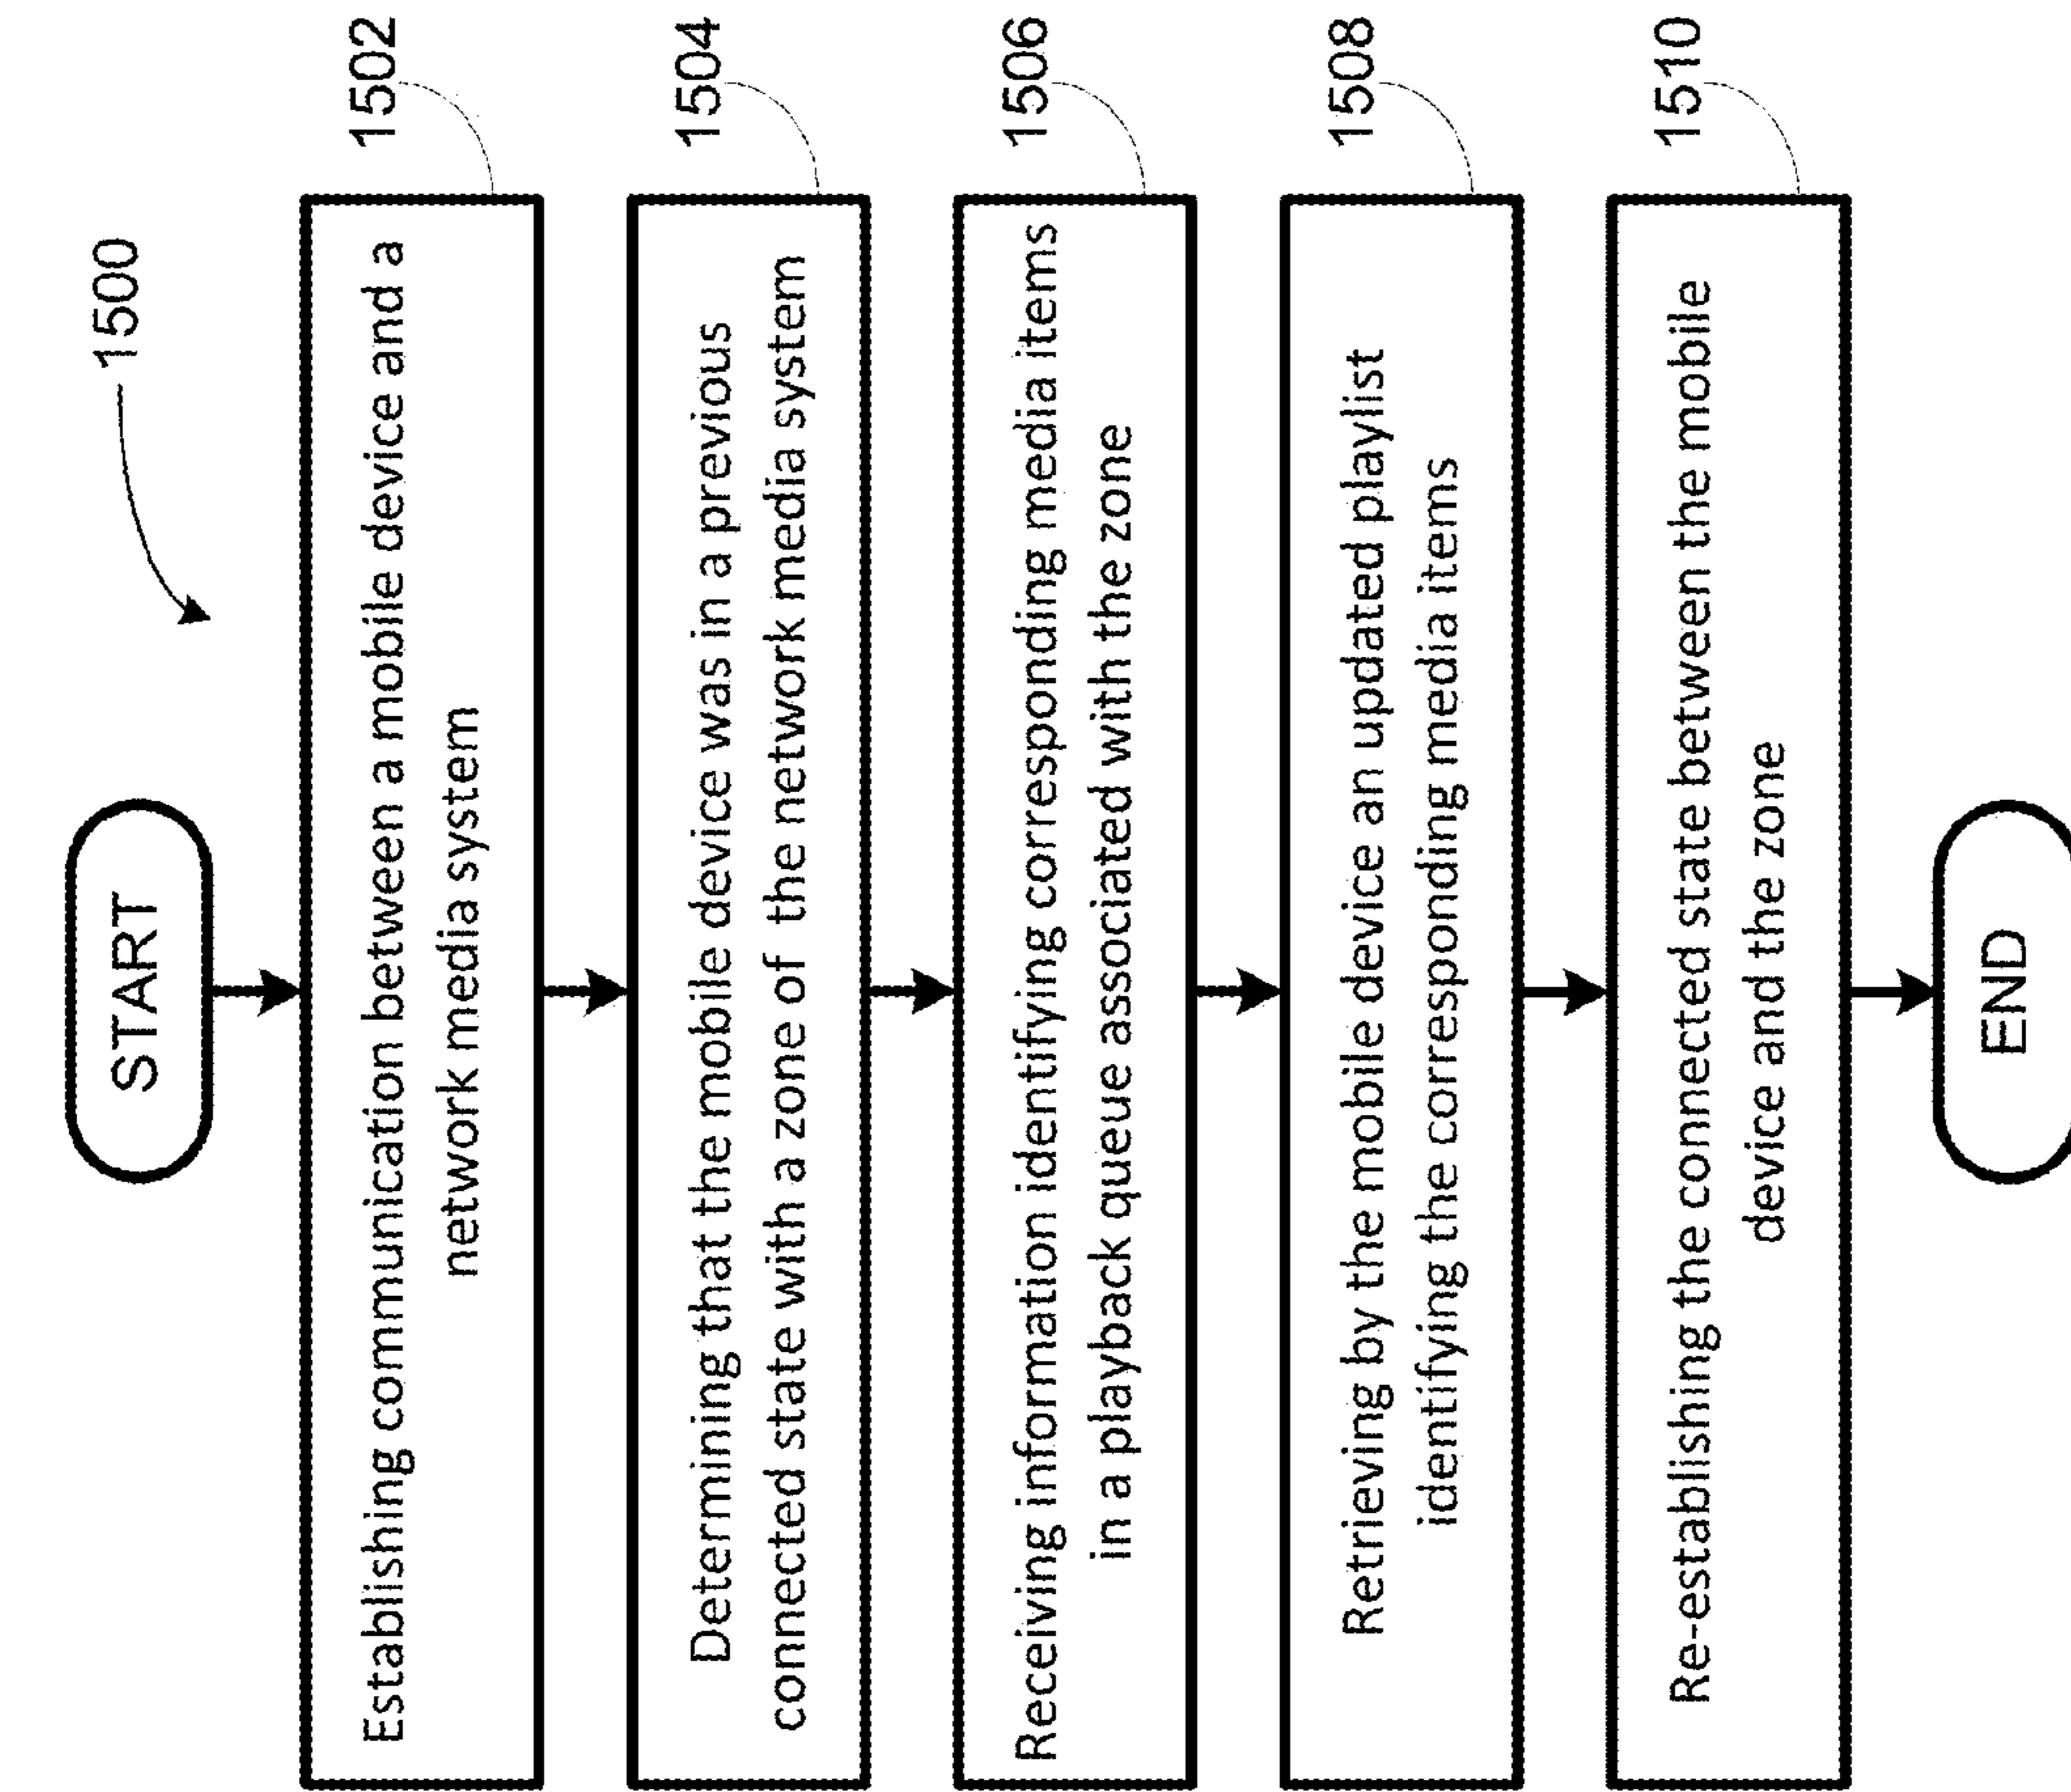 1500
START
Establishing communication between a mobile device and a
network media system
1502
Determining that the mobile device was in a previous
connected state with a zone of the network media system
1504
Receiving information identifying corresponding media items
in a playback queue associated with the zone
1506
Retrieving by the mobile device an updated playlist
identifying the corresponding media items
1508
Re-establishing the connected state between the mobile
device and the zone
1510
END